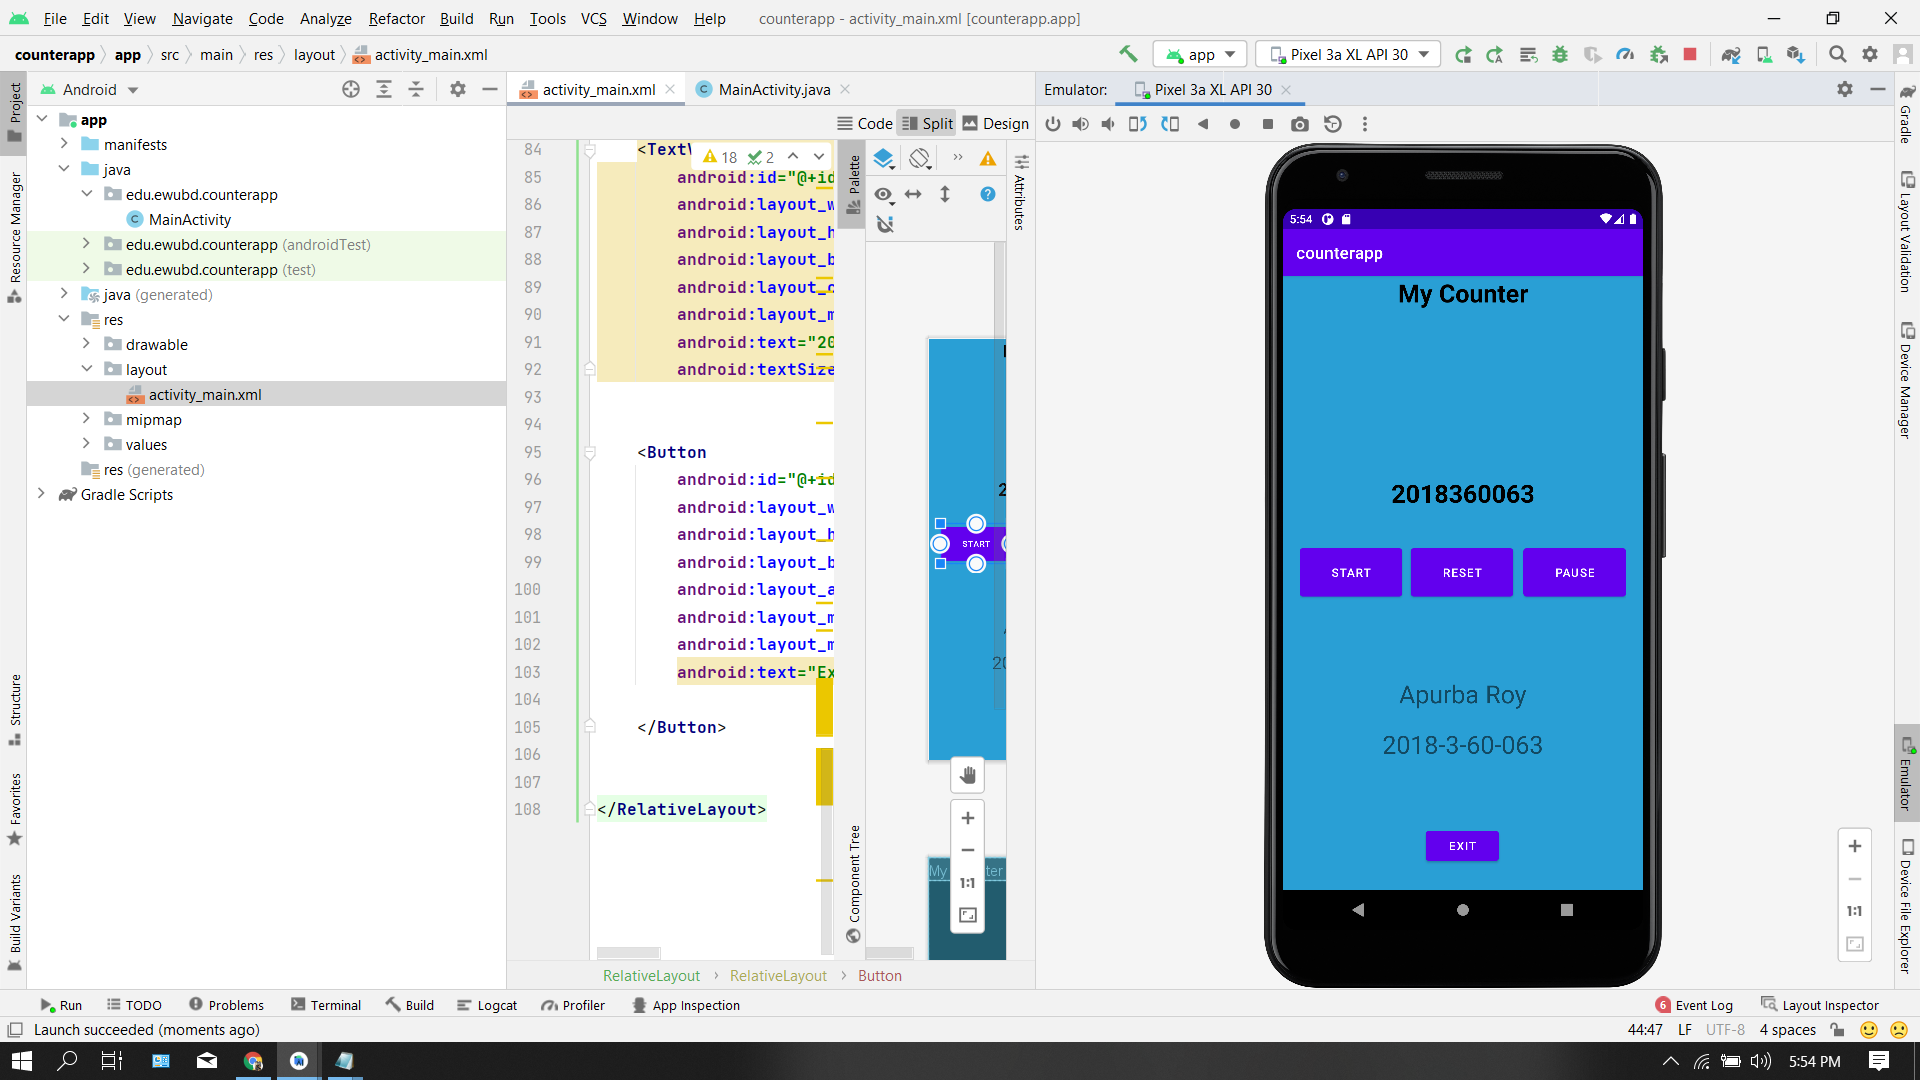 File Edit View Navigate Code Analyze Refactor Build Run Tools VCS Window Help counterapp - activity_main.xml [counterapp.app]
counterapp app src main res layout activity_main.xml app Pixel 3a XL API 30
Project
Resource Manager
Structure
Favorites
Build Variants
Android
app
manifests
java
edu.ewubd.counterapp
MainActivity
edu.ewubd.counterapp (androidTest)
edu.ewubd.counterapp (test)
java (generated)
res
drawable
layout
activity_main.xml
mipmap
values
res (generated)
Gradle Scripts
activity_main.xml MainActivity.java
Code Split Design
18 2
84 <TextV
85 android:id="@+id
86 android:layout_w
87 android:layout_h
88 android:layout_b
89 android:layout_c
90 android:layout_m
91 android:text="20
92 android:textSize
93
94
95 <Button
96 android:id="@+id
97 android:layout_w
98 android:layout_h
99 android:layout_b
100 android:layout_a
101 android:layout_m
102 android:layout_m
103 android:text="Ex
104
105 </Button>
106
107
108 </RelativeLayout>
RelativeLayout › RelativeLayout › Button
Palette
Component Tree
Attributes
START
1:1
Emulator: Pixel 3a XL API 30
5:54
counterapp
My Counter
2018360063
START RESET PAUSE
Apurba Roy
2018-3-60-063
EXIT
1:1
Gradle
Layout Validation
Device Manager
Emulator
Device File Explorer
Run TODO Problems Terminal Build Logcat Profiler App Inspection 6 Event Log Layout Inspector
Launch succeeded (moments ago) 44:47 LF UTF-8 4 spaces
5:54 PM